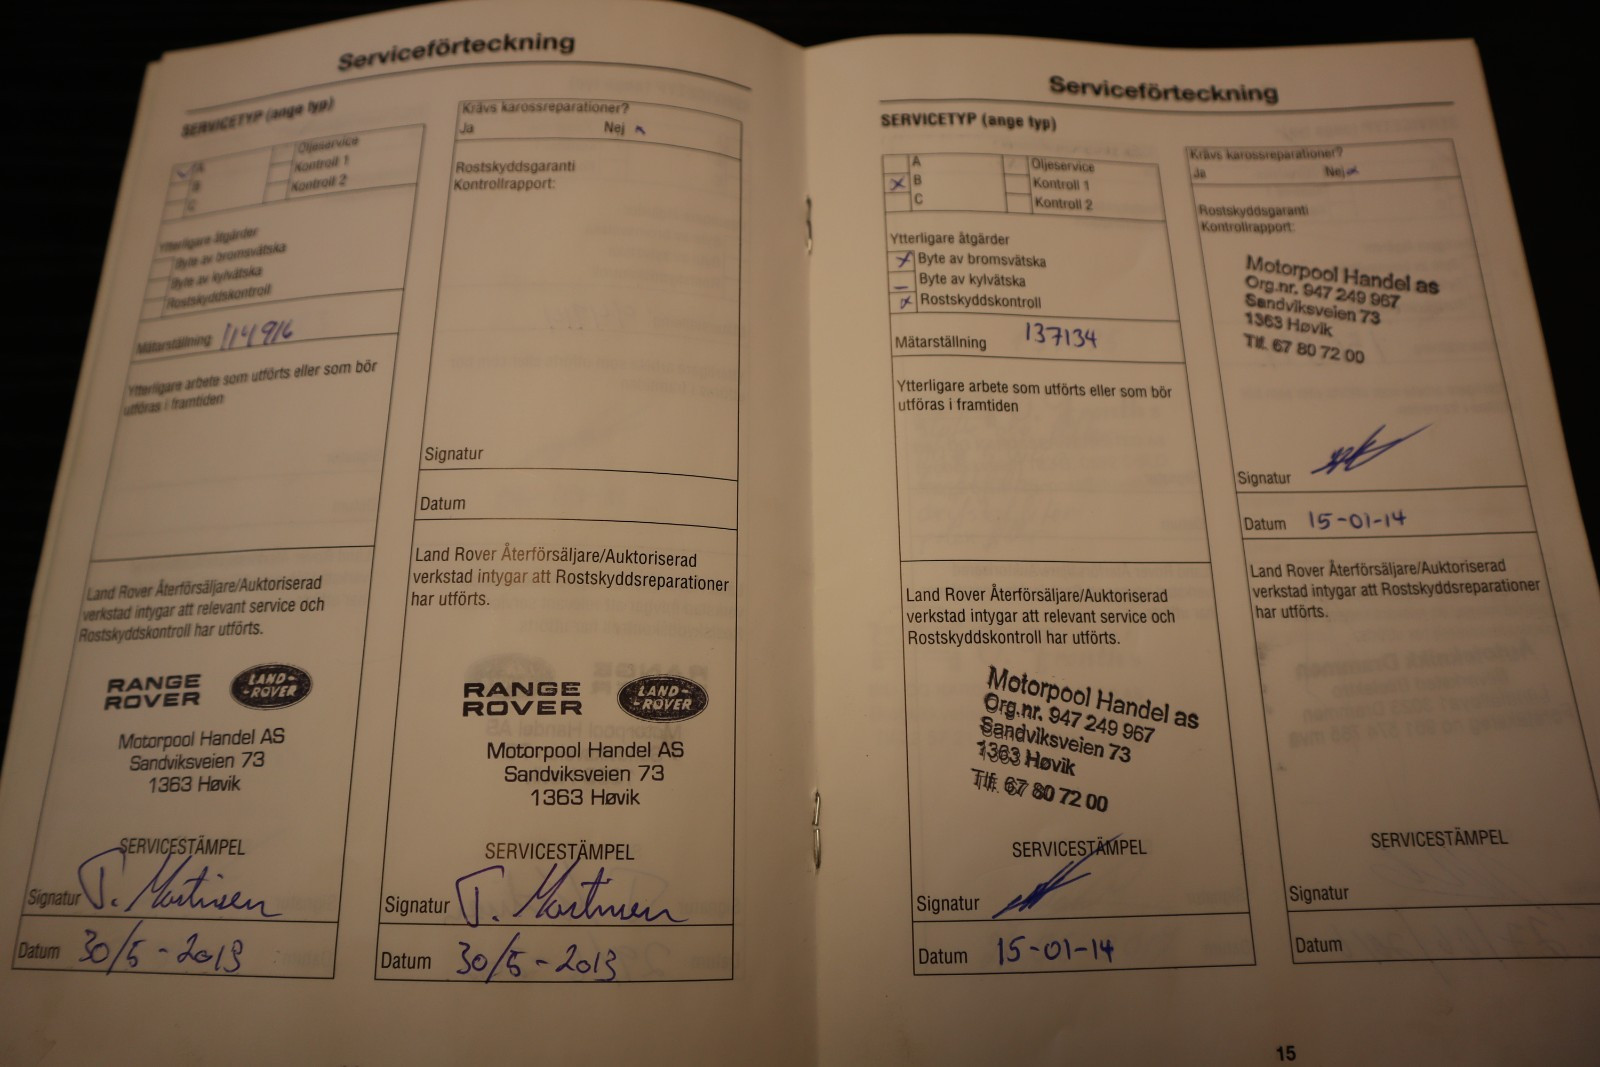 Serviceförteckning
SERVICETYP (ange typ)
A
B
C
Oljeservice
Kontroll 1
Kontroll 2
Ytterligare åtgärder
Byte av bromsvätska
Byte av kylvätska
Rostskyddskontroll
Mätarställning 114916
Ytterligare arbete som utförts eller som bör
utföras i framtiden
Land Rover Återförsäljare/Auktoriserad
verkstad intygar att relevant service och
Rostskyddskontroll har utförts.
RANGE
ROVER
LAND-
-ROVER
Motorpool Handel AS
Sandviksveien 73
1363 Høvik
SERVICESTÄMPEL
Signatur T. Martinsen
Datum 30/5-2013
Krävs karossreparationer?
Ja Nej x
Rostskyddsgaranti
Kontrollrapport:
Signatur
Datum
Land Rover Återförsäljare/Auktoriserad
verkstad intygar att Rostskyddsreparationer
har utförts.
RANGE
ROVER
LAND-
-ROVER
Motorpool Handel AS
Sandviksveien 73
1363 Høvik
SERVICESTÄMPEL
Signatur T. Martinsen
Datum 30/5-2013
Serviceförteckning
SERVICETYP (ange typ)
A
x B
C
Oljeservice
Kontroll 1
Kontroll 2
Ytterligare åtgärder
x Byte av bromsvätska
Byte av kylvätska
x Rostskyddskontroll
Mätarställning 137134
Ytterligare arbete som utförts eller som bör
utföras i framtiden
Land Rover Återförsäljare/Auktoriserad
verkstad intygar att relevant service och
Rostskyddskontroll har utförts.
Motorpool Handel as
Org.nr. 947 249 967
Sandviksveien 73
1363 Høvik
Tlf. 67 80 72 00
SERVICESTÄMPEL
Signatur
Datum 15-01-14
Krävs karossreparationer?
Ja Nej x
Rostskyddsgaranti
Kontrollrapport:
Motorpool Handel as
Org.nr. 947 249 967
Sandviksveien 73
1363 Høvik
Tlf. 67 80 72 00
Signatur
Datum 15-01-14
Land Rover Återförsäljare/Auktoriserad
verkstad intygar att Rostskyddsreparationer
har utförts.
SERVICESTÄMPEL
Signatur
Datum
15